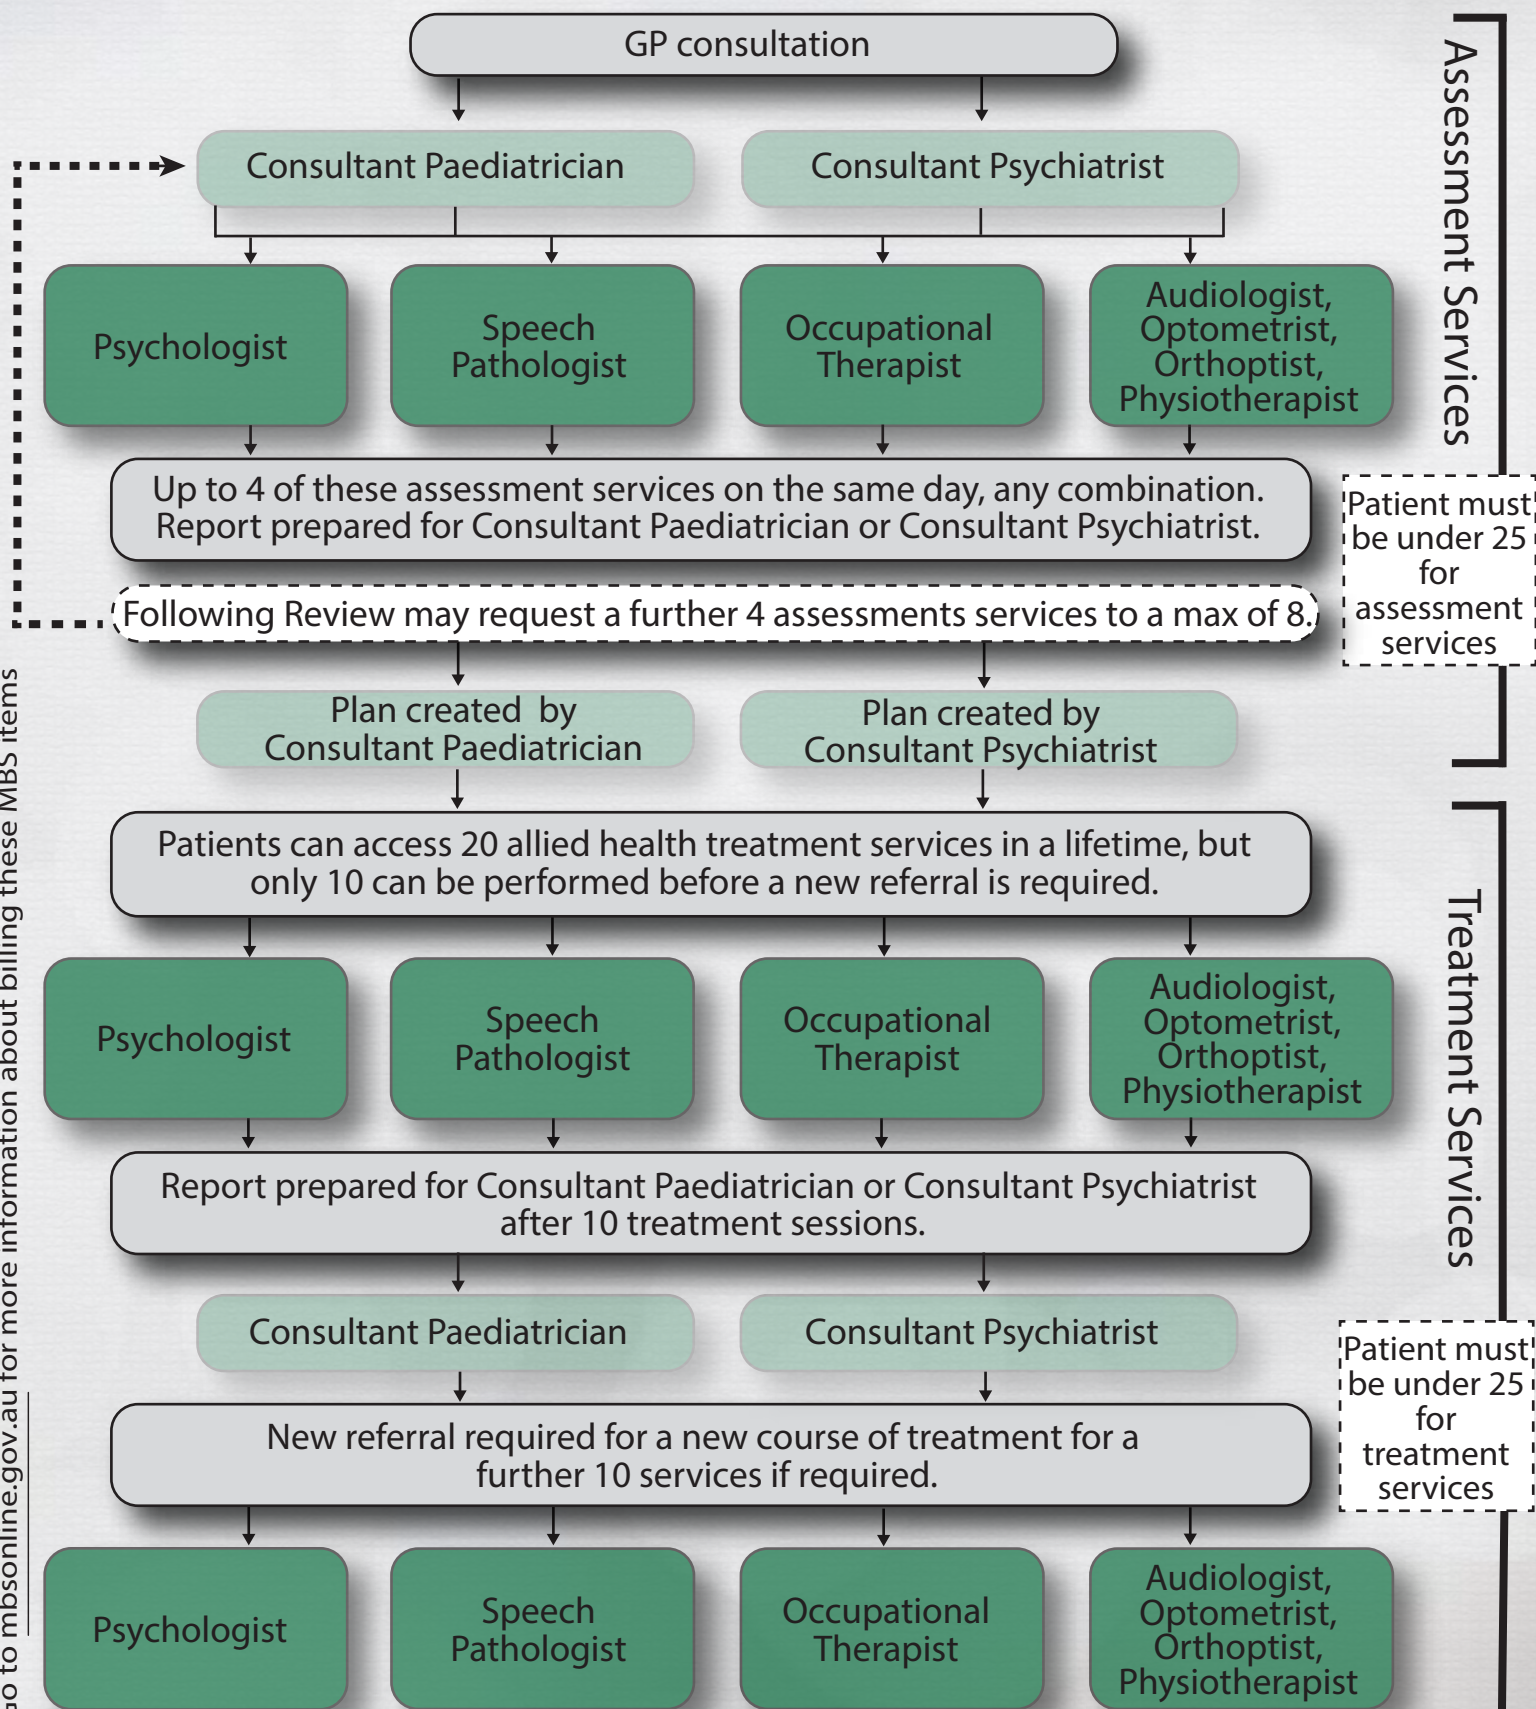 GP consultation
Consultant Paediatrician
Consultant Psychiatrist
Psychologist
Speech
Pathologist
Occupational
Therapist
Audiologist,
Optometrist,
Orthoptist,
Physiotherapist
Up to 4 of these assessment services on the same day, any combination.
Report prepared for Consultant Paediatrician or Consultant Psychiatrist.
Following Review may request a further 4 assessments services to a max of 8.
Plan created by
Consultant Paediatrician
Plan created by
Consultant Psychiatrist
Assessment Services
Patient must
be under 25
for
assessment
services
Patients can access 20 allied health treatment services in a lifetime, but
only 10 can be performed before a new referral is required.
Psychologist
Speech
Pathologist
Occupational
Therapist
Audiologist,
Optometrist,
Orthoptist,
Physiotherapist
Report prepared for Consultant Paediatrician or Consultant Psychiatrist
after 10 treatment sessions.
Consultant Paediatrician
Consultant Psychiatrist
New referral required for a new course of treatment for a
further 10 services if required.
Psychologist
Speech
Pathologist
Occupational
Therapist
Audiologist,
Optometrist,
Orthoptist,
Physiotherapist
Treatment Services
Patient must
be under 25
for
treatment
services
Go to mbsonline.gov.au for more information about billing these MBS items